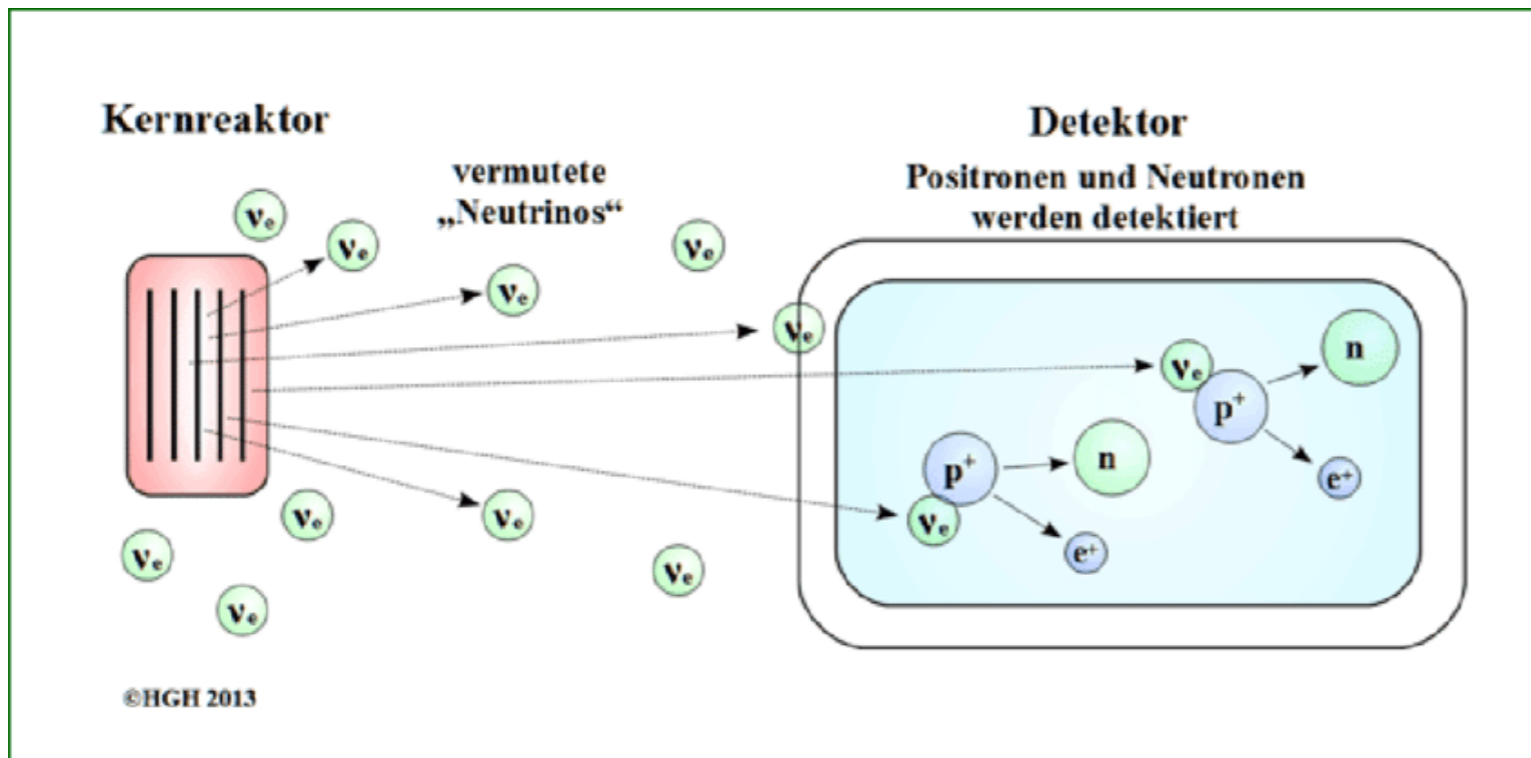 Kernreaktor
vermutete
„Neutrinos“
Detektor
Positronen und Neutronen
werden detektiert
νe
νe
νe
νe
νe
νe
n
p⁺
e⁺
p⁺
n
νe
e⁺
νe
νe
νe
νe
νe
©HGH 2013